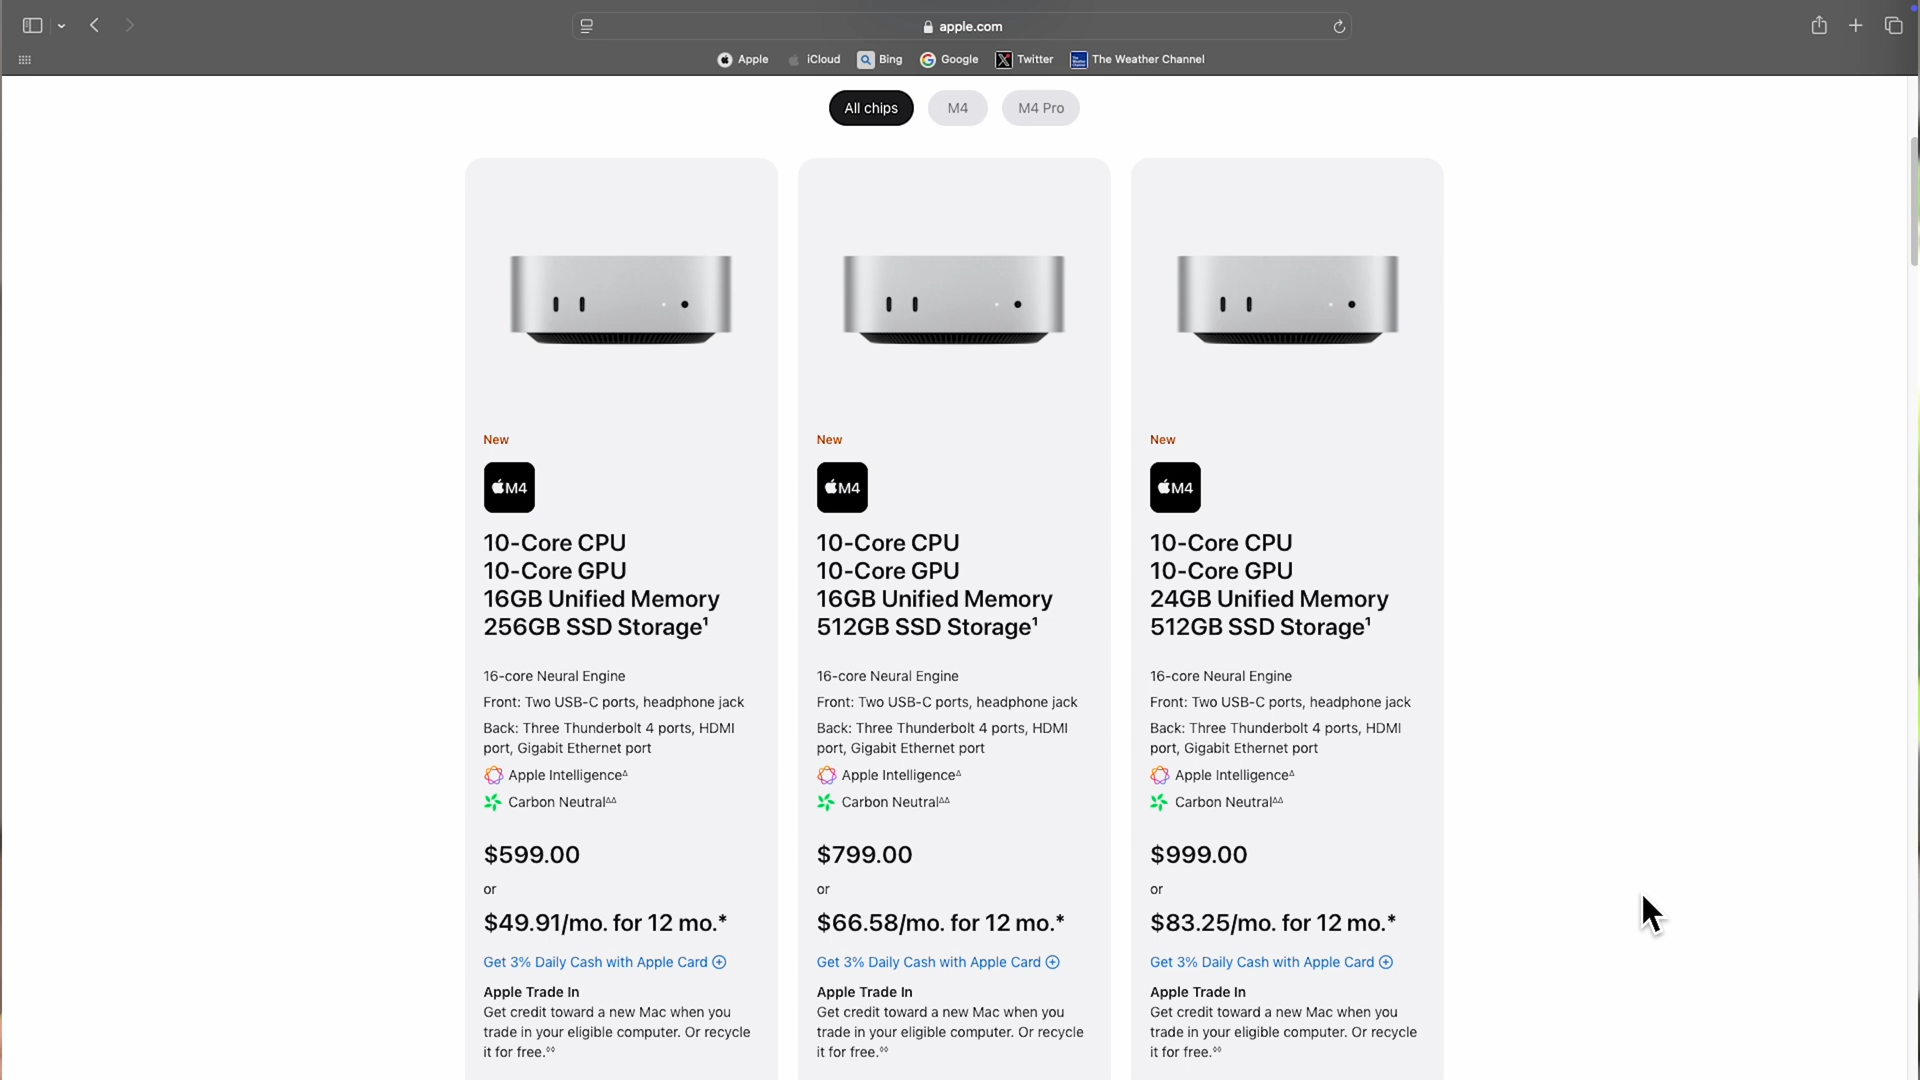 apple.com
Apple
iCloud
Bing
Google
Twitter
The Weather Channel
All chips
M4
M4 Pro
New
M4
10-Core CPU
10-Core GPU
16GB Unified Memory
256GB SSD Storage¹
16-core Neural Engine
Front: Two USB-C ports, headphone jack
Back: Three Thunderbolt 4 ports, HDMI
port, Gigabit Ethernet port
Apple Intelligence∆
Carbon Neutral∆∆
$599.00
or
$49.91/mo. for 12 mo.*
Get 3% Daily Cash with Apple Card
Apple Trade In
Get credit toward a new Mac when you
trade in your eligible computer. Or recycle
it for free.◊◊
New
M4
10-Core CPU
10-Core GPU
16GB Unified Memory
512GB SSD Storage¹
16-core Neural Engine
Front: Two USB-C ports, headphone jack
Back: Three Thunderbolt 4 ports, HDMI
port, Gigabit Ethernet port
Apple Intelligence∆
Carbon Neutral∆∆
$799.00
or
$66.58/mo. for 12 mo.*
Get 3% Daily Cash with Apple Card
Apple Trade In
Get credit toward a new Mac when you
trade in your eligible computer. Or recycle
it for free.◊◊
New
M4
10-Core CPU
10-Core GPU
24GB Unified Memory
512GB SSD Storage¹
16-core Neural Engine
Front: Two USB-C ports, headphone jack
Back: Three Thunderbolt 4 ports, HDMI
port, Gigabit Ethernet port
Apple Intelligence∆
Carbon Neutral∆∆
$999.00
or
$83.25/mo. for 12 mo.*
Get 3% Daily Cash with Apple Card
Apple Trade In
Get credit toward a new Mac when you
trade in your eligible computer. Or recycle
it for free.◊◊